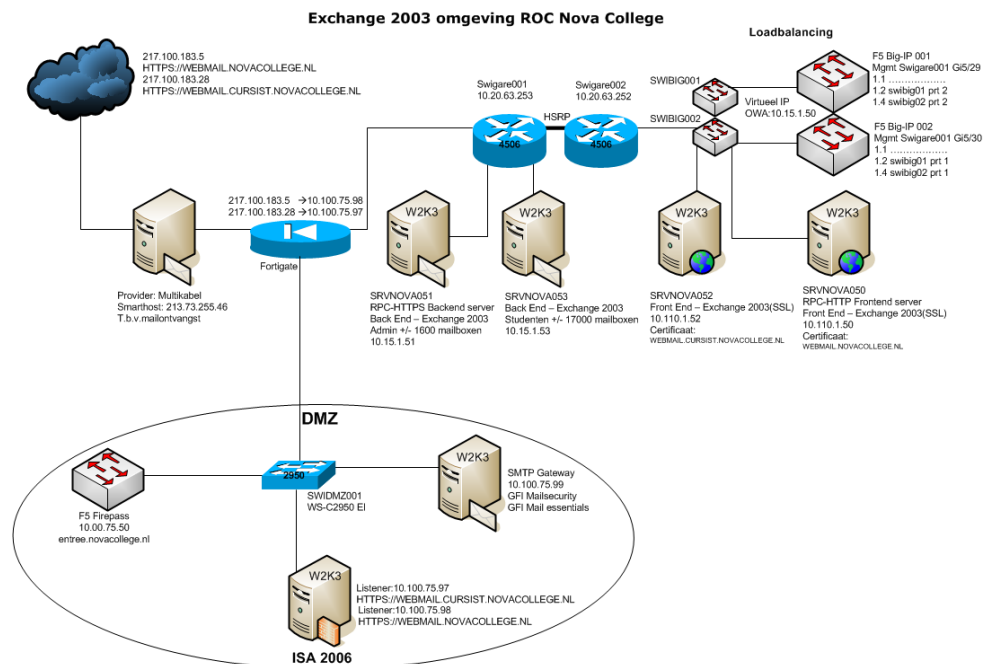 Exchange 2003 omgeving ROC Nova College
Loadbalancing
217.100.183.5
HTTPS://WEBMAIL.NOVACOLLEGE.NL
217.100.183.28
HTTPS://WEBMAIL.CURSIST.NOVACOLLEGE.NL
Swigare001
10.20.63.253
4506
HSRP
Swigare002
10.20.63.252
4506
SWIBIG001
SWIBIG002
Virtueel IP
OWA:10.15.1.50
F5 Big-IP 001
Mgmt Swigare001 Gi5/29
1.1 ………………
1.2 swibig01 prt 2
1.4 swibig02 prt 2
F5 Big-IP 002
Mgmt Swigare001 Gi5/30
1.1 ………………
1.2 swibig01 prt 1
1.4 swibig02 prt 1
Provider: Multikabel
Smarthost: 213.73.255.46
T.b.v.mailontvangst
217.100.183.5 →10.100.75.98
217.100.183.28 →10.100.75.97
Fortigate
W2K3
SRVNOVA051
RPC-HTTPS Backend server
Back End – Exchange 2003
Admin +/- 1600 mailboxen
10.15.1.51
W2K3
SRVNOVA053
Back End – Exchange 2003
Studenten +/- 17000 mailboxen
10.15.1.53
W2K3
SRVNOVA052
Front End – Exchange 2003(SSL)
10.110.1.52
Certificaat:
WEBMAIL.CURSIST.NOVACOLLEGE.NL
W2K3
SRVNOVA050
RPC-HTTP Frontend server
Front End – Exchange 2003(SSL)
10.110.1.50
Certificaat:
WEBMAIL.NOVACOLLEGE.NL
DMZ
F5 Firepass
10.00.75.50
entree.novacollege.nl
2950
SWIDMZ001
WS-C2950 EI
W2K3
SMTP Gateway
10.100.75.99
GFI Mailsecurity
GFI Mail essentials
W2K3
Listener:10.100.75.97
HTTPS://WEBMAIL.CURSIST.NOVACOLLEGE.NL
Listener:10.100.75.98
HTTPS://WEBMAIL.NOVACOLLEGE.NL
ISA 2006